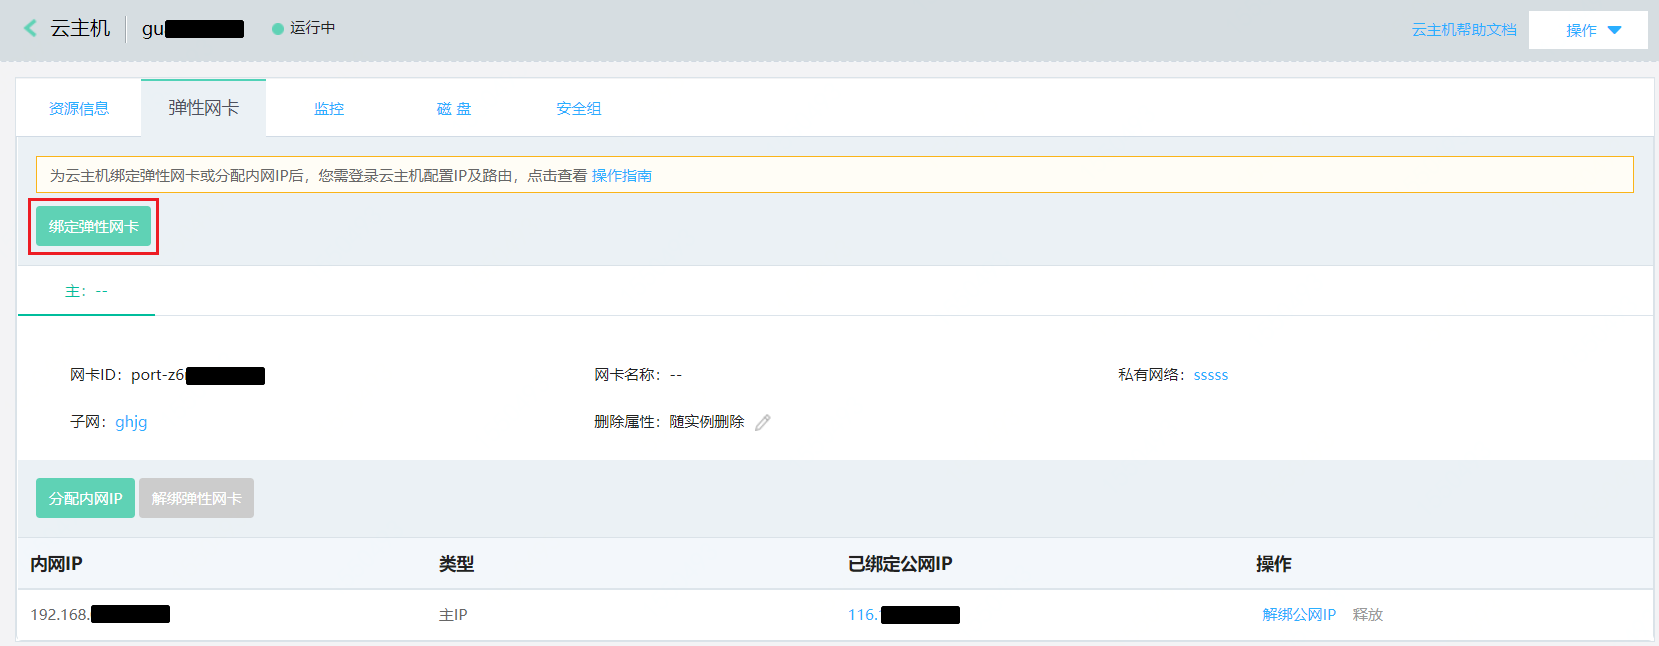 云主机 gu 运行中 云主机帮助文档 操作
资源信息 弹性网卡 监控 磁 盘 安全组
为云主机绑定弹性网卡或分配内网IP后，您需登录云主机配置IP及路由，点击查看 操作指南
绑定弹性网卡
主：--
网卡ID：port-z6 网卡名称：-- 私有网络：sssss
子网：ghjg 删除属性：随实例删除
分配内网IP 解绑弹性网卡
内网IP 类型 已绑定公网IP 操作
192.168. 主IP 116. 解绑公网IP 释放